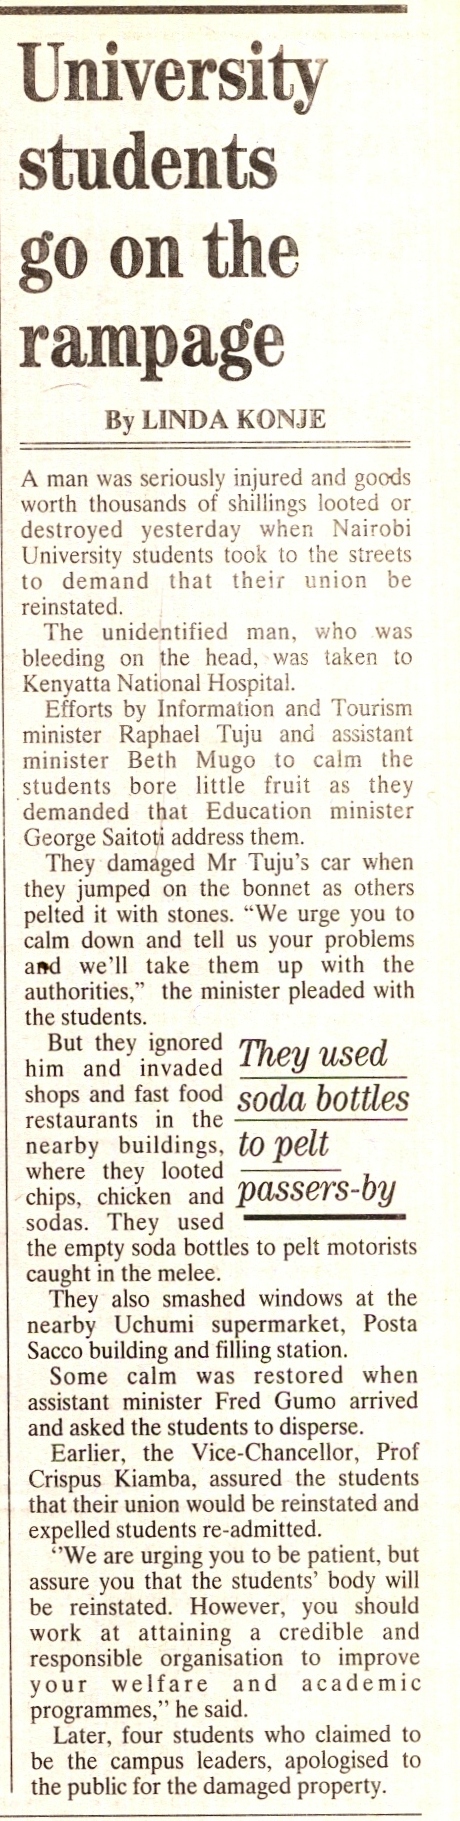 University
students
go on the
rampage
By LINDA KONJE
A man was seriously injured and goods
worth thousands of shillings looted or
destroyed yesterday when Nairobi
University students took to the streets
to demand that their union be
reinstated.
The unidentified man, who was
bleeding on the head, was taken to
Kenyatta National Hospital.
Efforts by Information and Tourism
minister Raphael Tuju and assistant
minister Beth Mugo to calm the
students bore little fruit as they
demanded that Education minister
George Saitoti address them.
They damaged Mr Tuju's car when
they jumped on the bonnet as others
pelted it with stones. “We urge you to
calm down and tell us your problems
and we'll take them up with the
authorities,” the minister pleaded with
the students.
But they ignored
him and invaded
shops and fast food
restaurants in the
nearby buildings,
where they looted
chips, chicken and
sodas. They used
the empty soda bottles to pelt motorists
caught in the melee.
They used
soda bottles
to pelt
passers-by
They also smashed windows at the
nearby Uchumi supermarket, Posta
Sacco building and filling station.
Some calm was restored when
assistant minister Fred Gumo arrived
and asked the students to disperse.
Earlier, the Vice-Chancellor, Prof
Crispus Kiamba, assured the students
that their union would be reinstated and
expelled students re-admitted.
‘'We are urging you to be patient, but
assure you that the students’ body will
be reinstated. However, you should
work at attaining a credible and
responsible organisation to improve
your welfare and academic
programmes,” he said.
Later, four students who claimed to
be the campus leaders, apologised to
the public for the damaged property.